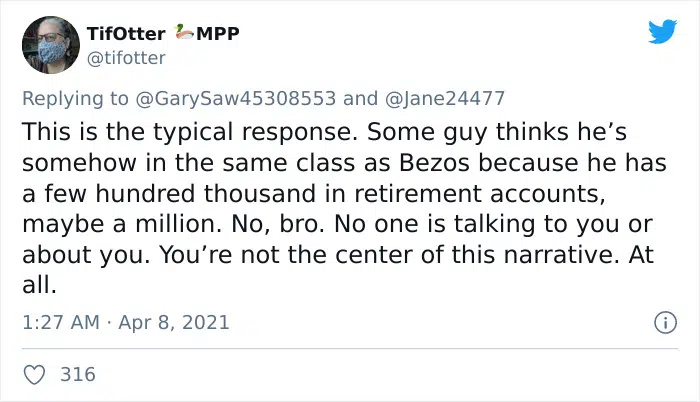 TifOtter 🦆MPP
@tifotter
Replying to @GarySaw45308553 and @Jane24477
This is the typical response. Some guy thinks he’s
somehow in the same class as Bezos because he has
a few hundred thousand in retirement accounts,
maybe a million. No, bro. No one is talking to you or
about you. You’re not the center of this narrative. At
all.
1:27 AM · Apr 8, 2021
316